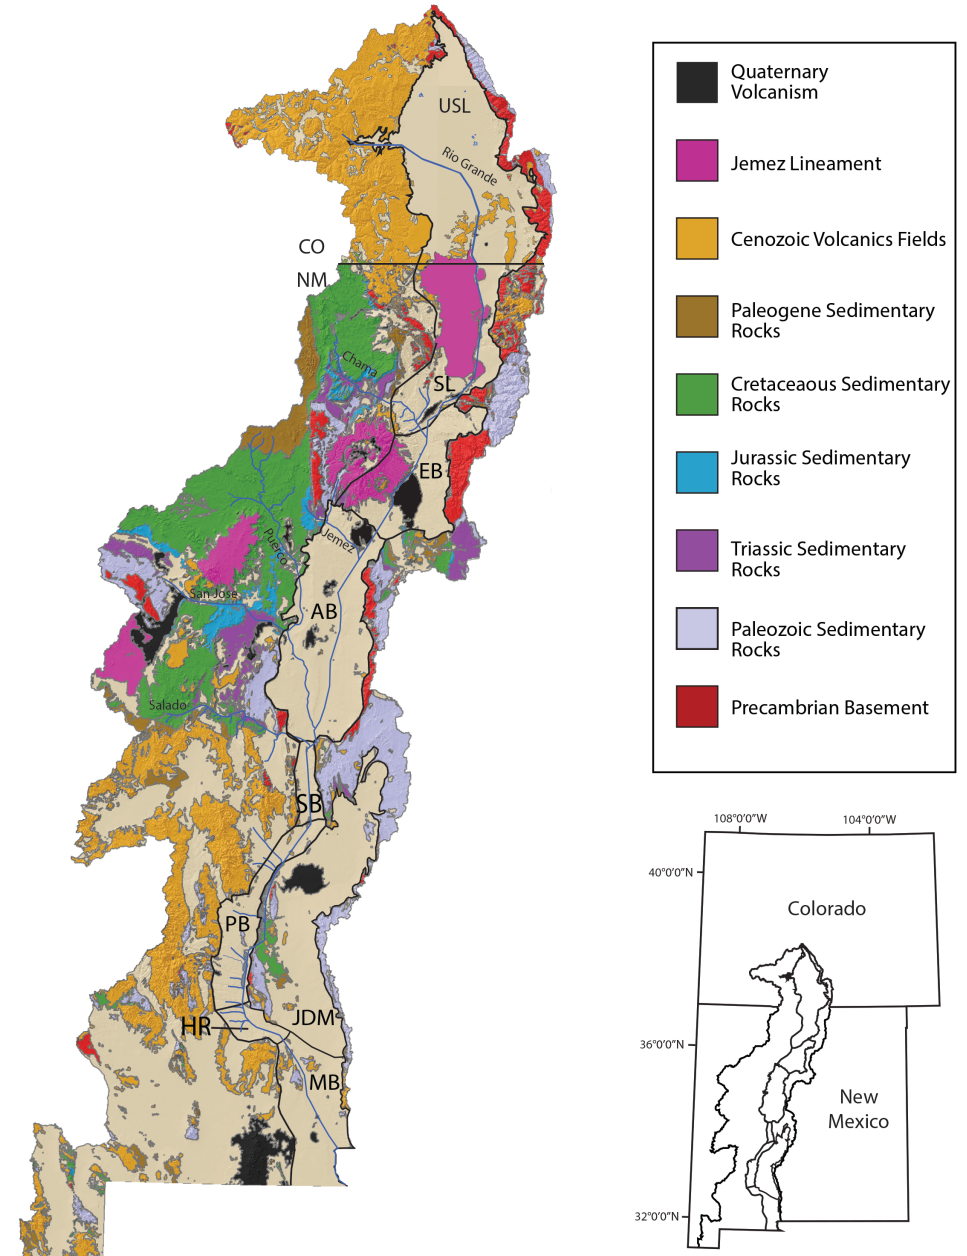 USL
Rio Grande
CO
NM
Chama
SL
EB
Puerco
Jemez
San Jose
AB
Salado
SB
PB
HR
JDM
MB
Quaternary
Volcanism
Jemez Lineament
Cenozoic Volcanics Fields
Paleogene Sedimentary
Rocks
Cretaceaous Sedimentary
Rocks
Jurassic Sedimentary
Rocks
Triassic Sedimentary
Rocks
Paleozoic Sedimentary
Rocks
Precambrian Basement
108°0'0"W
104°0'0"W
40°0'0"N
Colorado
36°0'0"N
New
Mexico
32°0'0"N